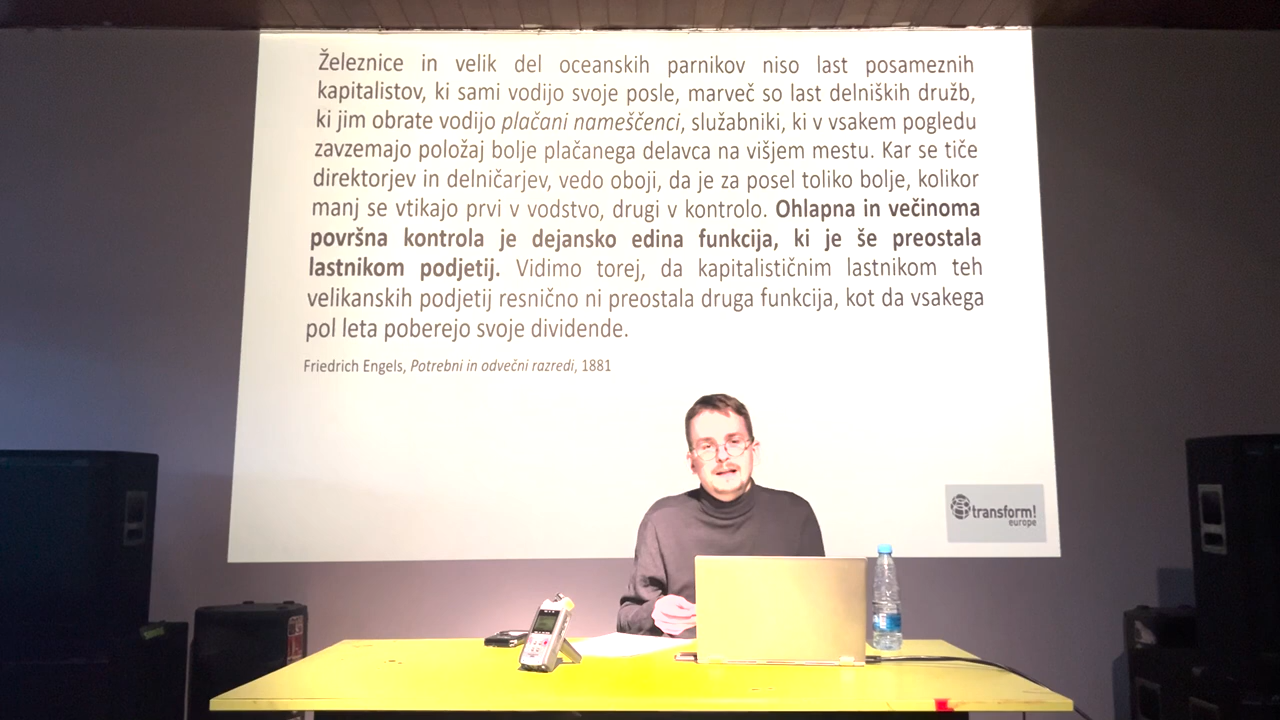 Železnice in velik del oceanskih parnikov niso last posameznih
kapitalistov, ki sami vodijo svoje posle, marveč so last delniških družb,
ki jim obrate vodijo plačani nameščenci, služabniki, ki v vsakem pogledu
zavzemajo položaj bolje plačanega delavca na višjem mestu. Kar se tiče
direktorjev in delničarjev, vedo oboji, da je za posel toliko bolje, kolikor
manj se vtikajo prvi v vodstvo, drugi v kontrolo. Ohlapna in večinoma
površna kontrola je dejansko edina funkcija, ki je še preostala
lastnikom podjetij. Vidimo torej, da kapitalističnim lastnikom teh
velikanskih podjetij resnično ni preostala druga funkcija, kot da vsakega
pol leta poberejo svoje dividende.
Friedrich Engels, Potrebni in odvečni razredi, 1881
transform!
europe